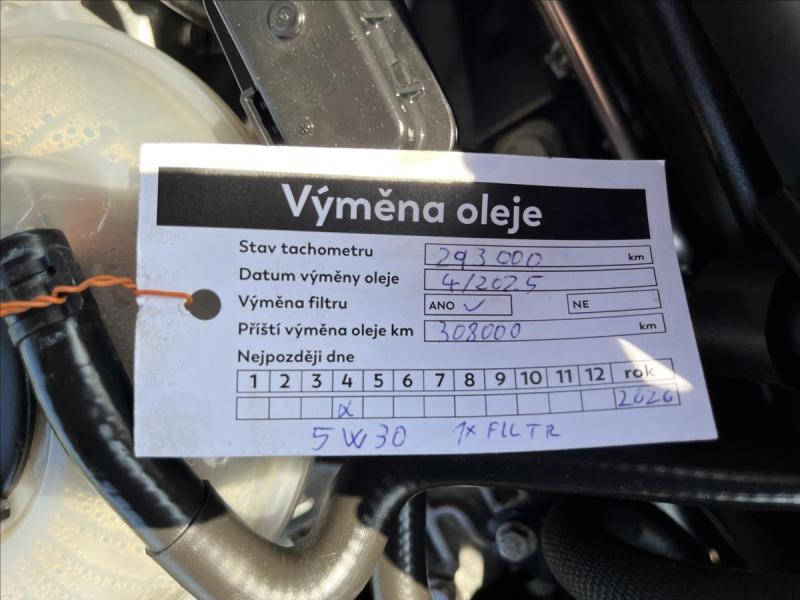 Výměna oleje
Stav tachometru 293000 km
Datum výměny oleje 4/2025
Výměna filtru ANO ✓ NE
Příští výměna oleje km 308000 km
Nejpozději dne
1 2 3 4 5 6 7 8 9 10 11 12 rok
x 2026
5W30 1x FILTR